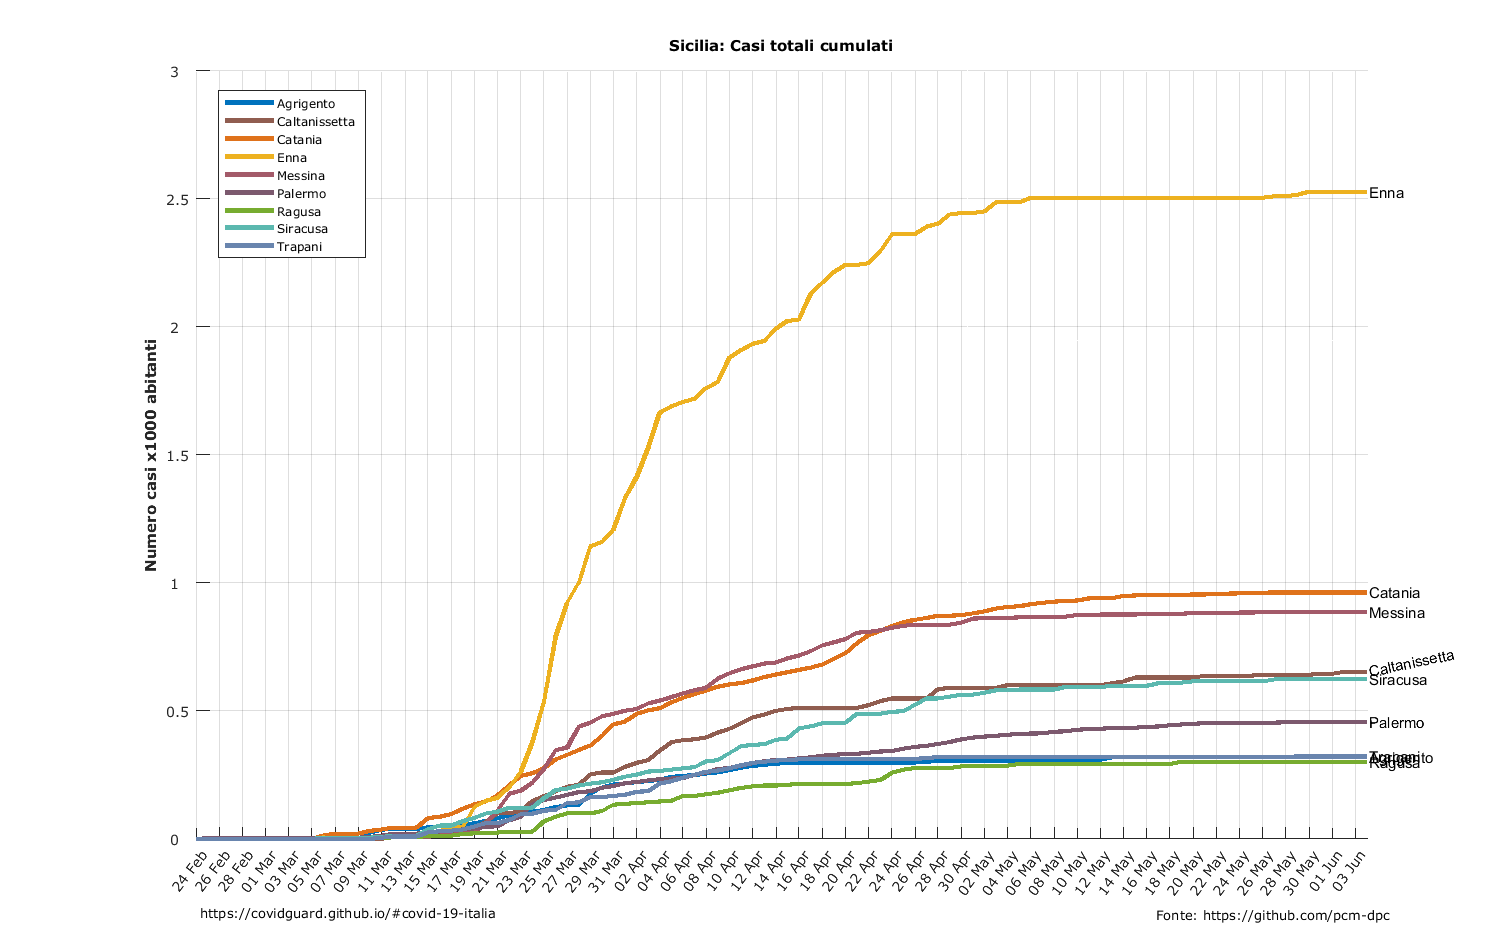 Sicilia: Casi totali cumulati
Numero casi x1000 abitanti
3
2.5
2
1.5
1
0.5
0
Agrigento
Caltanissetta
Catania
Enna
Messina
Palermo
Ragusa
Siracusa
Trapani
Enna
Catania
Messina
Caltanissetta
Siracusa
Palermo
Trapani
Agrigento
Ragusa
24 Feb
26 Feb
28 Feb
01 Mar
03 Mar
05 Mar
07 Mar
09 Mar
11 Mar
13 Mar
15 Mar
17 Mar
19 Mar
21 Mar
23 Mar
25 Mar
27 Mar
29 Mar
31 Mar
02 Apr
04 Apr
06 Apr
08 Apr
10 Apr
12 Apr
14 Apr
16 Apr
18 Apr
20 Apr
22 Apr
24 Apr
26 Apr
28 Apr
30 Apr
02 May
04 May
06 May
08 May
10 May
12 May
14 May
16 May
18 May
20 May
22 May
24 May
26 May
28 May
30 May
01 Jun
03 Jun
https://covidguard.github.io/#covid-19-italia
Fonte: https://github.com/pcm-dpc